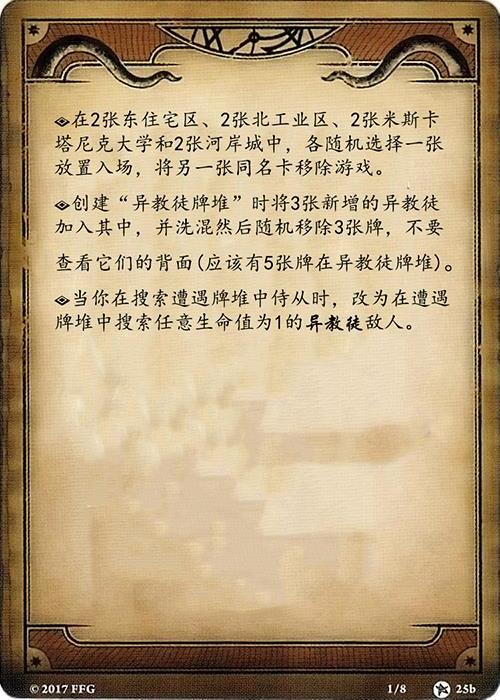 在2张东住宅区、2张北工业区、2张米斯卡
塔尼克大学和2张河岸城中，各随机选择一张
放置入场，将另一张同名卡移除游戏。
创建“异教徒牌堆”时将3张新增的异教徒
加入其中，并洗混然后随机移除3张牌，不要
查看它们的背面(应该有5张牌在异教徒牌堆)。
当你在搜索遭遇牌堆中侍从时，改为在遭遇
牌堆中搜索任意生命值为1的异教徒敌人。
© 2017 FFG
1/8
25b